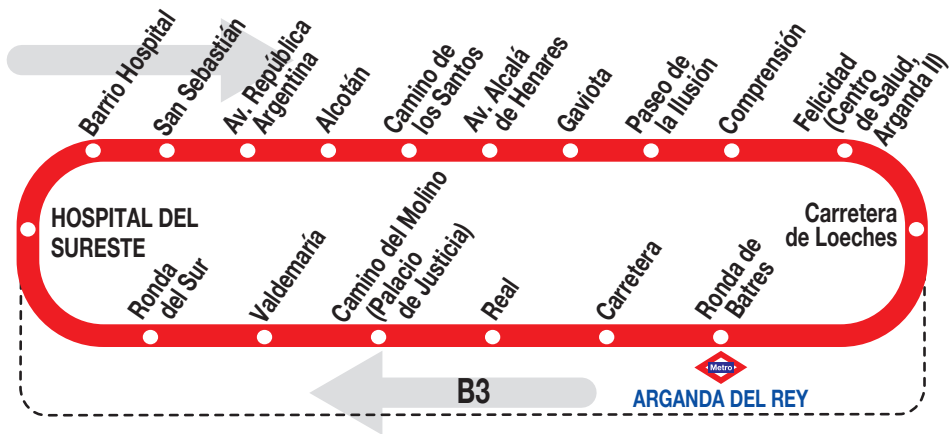 Barrio Hospital
San Sebastián
Av. República
Argentina
Alcotán
Camino de
los Santos
Av. Alcalá
de Henares
Gaviota
Paseo de
la Ilusión
Comprensión
Felicidad
(Centro
de Salud,
Arganda II)
HOSPITAL DEL
SURESTE
Carretera
de Loeches
Ronda
del Sur
Valdemaría
Camino del Molino
(Palacio
de Justicia)
Real
Carretera
Ronda de
Batres
Metro
B3
ARGANDA DEL REY